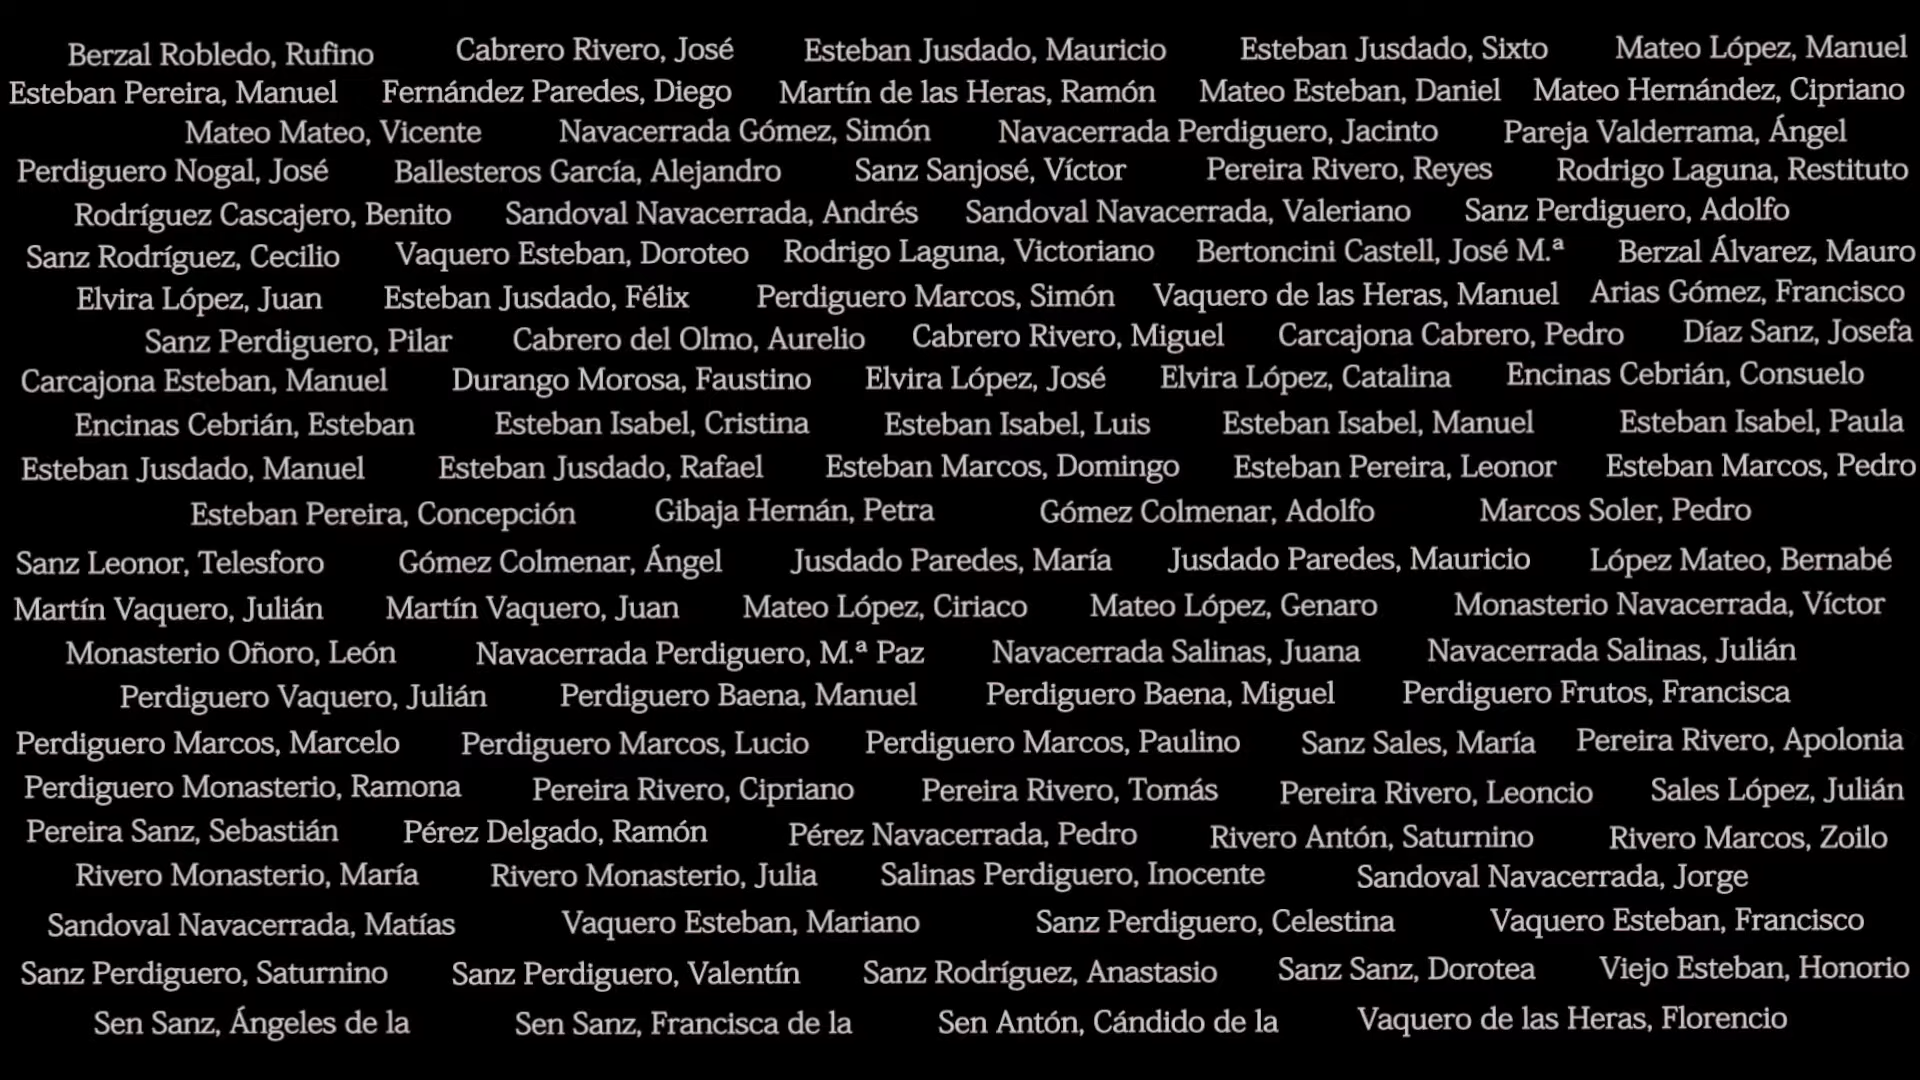 Berzal Robledo, Rufino Cabrero Rivero, José Esteban Jusdado, Mauricio Esteban Jusdado, Sixto Mateo López, Manuel
Esteban Pereira, Manuel Fernández Paredes, Diego Martín de las Heras, Ramón Mateo Esteban, Daniel Mateo Hernández, Cipriano
Mateo Mateo, Vicente Navacerrada Gómez, Simón Navacerrada Perdiguero, Jacinto Pareja Valderrama, Ángel
Perdiguero Nogal, José Ballesteros García, Alejandro Sanz Sanjosé, Víctor Pereira Rivero, Reyes Rodrigo Laguna, Restituto
Rodríguez Cascajero, Benito Sandoval Navacerrada, Andrés Sandoval Navacerrada, Valeriano Sanz Perdiguero, Adolfo
Sanz Rodríguez, Cecilio Vaquero Esteban, Doroteo Rodrigo Laguna, Victoriano Bertoncini Castell, José M.ª Berzal Álvarez, Mauro
Elvira López, Juan Esteban Jusdado, Félix Perdiguero Marcos, Simón Vaquero de las Heras, Manuel Arias Gómez, Francisco
Sanz Perdiguero, Pilar Cabrero del Olmo, Aurelio Cabrero Rivero, Miguel Carcajona Cabrero, Pedro Díaz Sanz, Josefa
Carcajona Esteban, Manuel Durango Morosa, Faustino Elvira López, José Elvira López, Catalina Encinas Cebrián, Consuelo
Encinas Cebrián, Esteban Esteban Isabel, Cristina Esteban Isabel, Luis Esteban Isabel, Manuel Esteban Isabel, Paula
Esteban Jusdado, Manuel Esteban Jusdado, Rafael Esteban Marcos, Domingo Esteban Pereira, Leonor Esteban Marcos, Pedro
Esteban Pereira, Concepción Gibaja Hernán, Petra Gómez Colmenar, Adolfo Marcos Soler, Pedro
Sanz Leonor, Telesforo Gómez Colmenar, Ángel Jusdado Paredes, María Jusdado Paredes, Mauricio López Mateo, Bernabé
Martín Vaquero, Julián Martín Vaquero, Juan Mateo López, Ciriaco Mateo López, Genaro Monasterio Navacerrada, Víctor
Monasterio Oñoro, León Navacerrada Perdiguero, M.ª Paz Navacerrada Salinas, Juana Navacerrada Salinas, Julián
Perdiguero Vaquero, Julián Perdiguero Baena, Manuel Perdiguero Baena, Miguel Perdiguero Frutos, Francisca
Perdiguero Marcos, Marcelo Perdiguero Marcos, Lucio Perdiguero Marcos, Paulino Sanz Sales, María Pereira Rivero, Apolonia
Perdiguero Monasterio, Ramona Pereira Rivero, Cipriano Pereira Rivero, Tomás Pereira Rivero, Leoncio Sales López, Julián
Pereira Sanz, Sebastián Pérez Delgado, Ramón Pérez Navacerrada, Pedro Rivero Antón, Saturnino Rivero Marcos, Zoilo
Rivero Monasterio, María Rivero Monasterio, Julia Salinas Perdiguero, Inocente Sandoval Navacerrada, Jorge
Sandoval Navacerrada, Matías Vaquero Esteban, Mariano Sanz Perdiguero, Celestina Vaquero Esteban, Francisco
Sanz Perdiguero, Saturnino Sanz Perdiguero, Valentín Sanz Rodríguez, Anastasio Sanz Sanz, Dorotea Viejo Esteban, Honorio
Sen Sanz, Ángeles de la Sen Sanz, Francisca de la Sen Antón, Cándido de la Vaquero de las Heras, Florencio